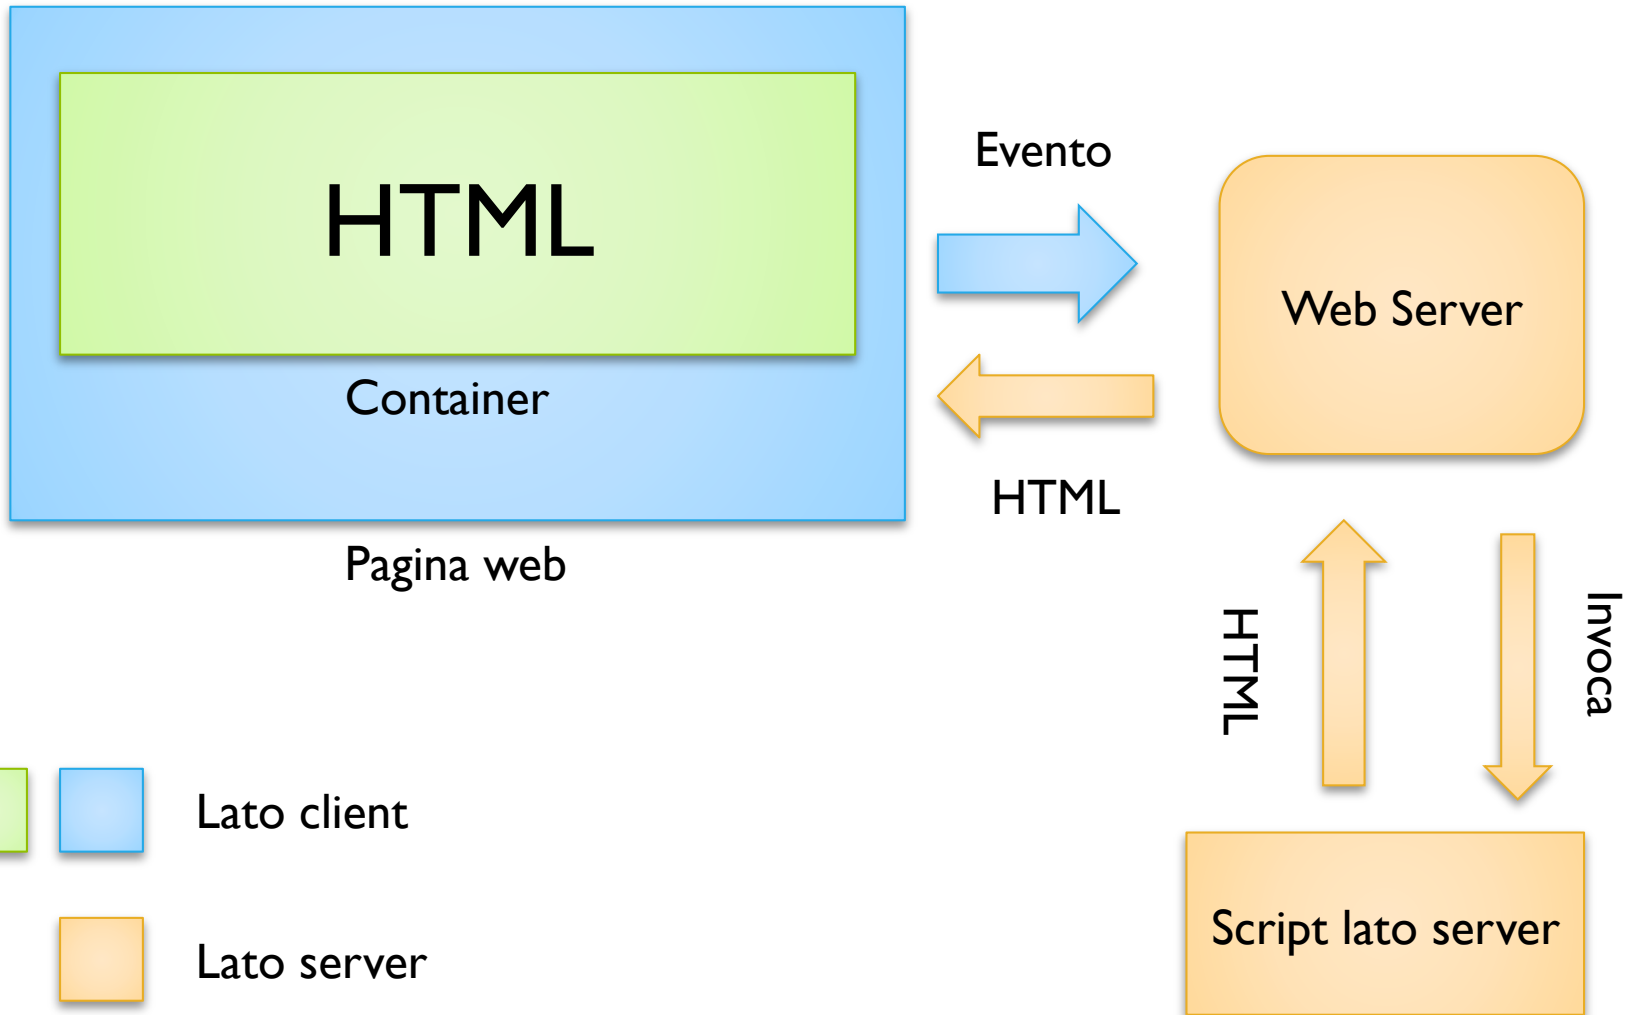 HTML
Container
Pagina web
Evento
HTML
Web Server
HTML
Invoca
Script lato server
Lato client
Lato server